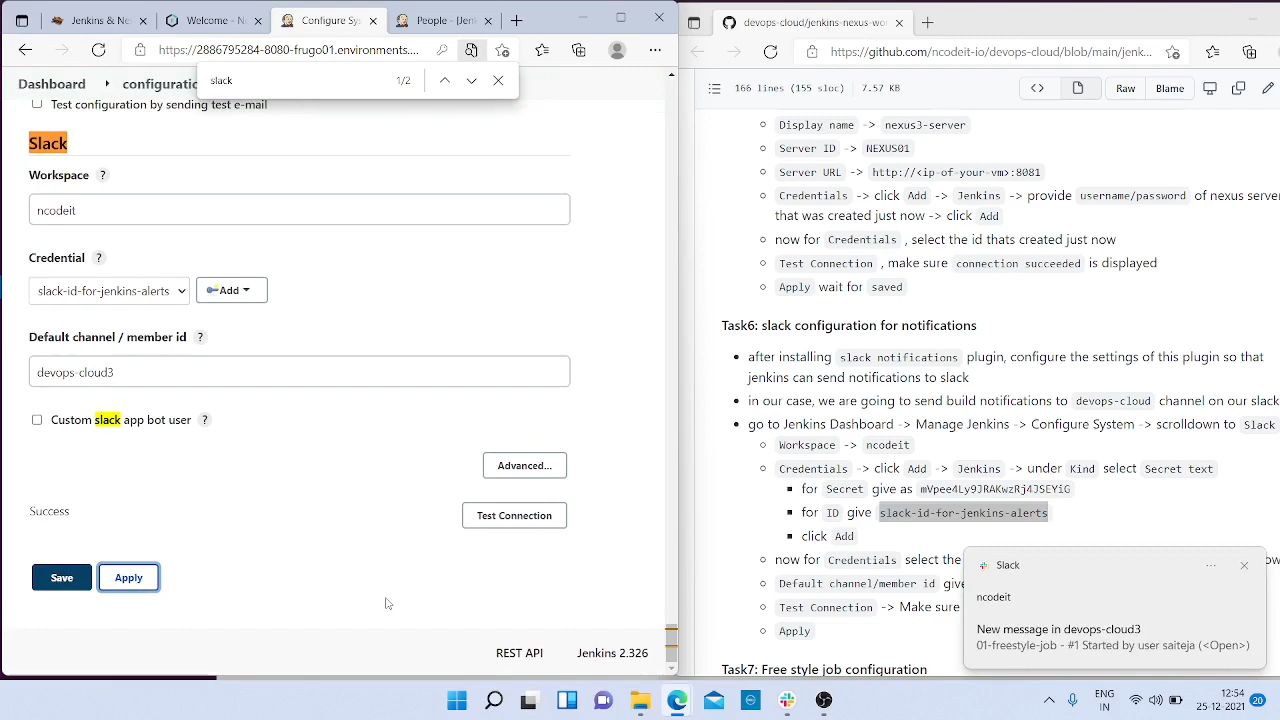 Workspace - Ne
Welcome - N
Configure Sy
People - Jen
devops-cloud/jenkins-nexus-wo
https://2886795284-8080-frugo01.environments....
https://github.com/ncodeit-io/devops-cloud/blob/main/jenk...
slack
1/2
Dashboard
configuratio
Test configuration by sending test e-mail
Slack
Workspace ?
ncodeit
Credential ?
slack-id-for-jenkins-alerts
Add
Default channel / member id ?
devops-cloud3
Custom slack app bot user ?
Advanced...
Success
Test Connection
Save
Apply
REST API
Jenkins 2.326
166 lines (155 sloc)
7.57 KB
Raw
Blame
Display name -> nexus3-server
Server ID -> NEXUS01
Server URL -> http://<ip-of-your-vm>:8081
Credentials -> click Add -> Jenkins -> provide username/password of nexus server
that was created just now -> click Add
now for Credentials , select the id thats created just now
Test Connection , make sure connection succeeded is displayed
Apply wait for saved
Task6: slack configuration for notifications
after installing slack notifications plugin, configure the settings of this plugin so that
jenkins can send notifications to slack
in our case, we are going to send build notifications to devops-cloud channel on our slack
go to Jenkins Dashboard -> Manage Jenkins -> Configure System -> scrolldown to Slack
Workspace -> ncodeit
Credentials -> click Add -> Jenkins -> under Kind select Secret text
for Secret give as mVpee4Ly9JRAKwzRj4JSEYiG
for ID give slack-id-for-jenkins-alerts
click Add
now for Credentials select the
Default channel/member id giv
Test Connection -> Make sure
Apply
Task7: Free style job configuration
Slack
ncodeit
New message in devops-cloud3
01-freestyle-job - #1 Started by user saiteja (<Open>)
ENG
IN
12:54
25-12-2021
20